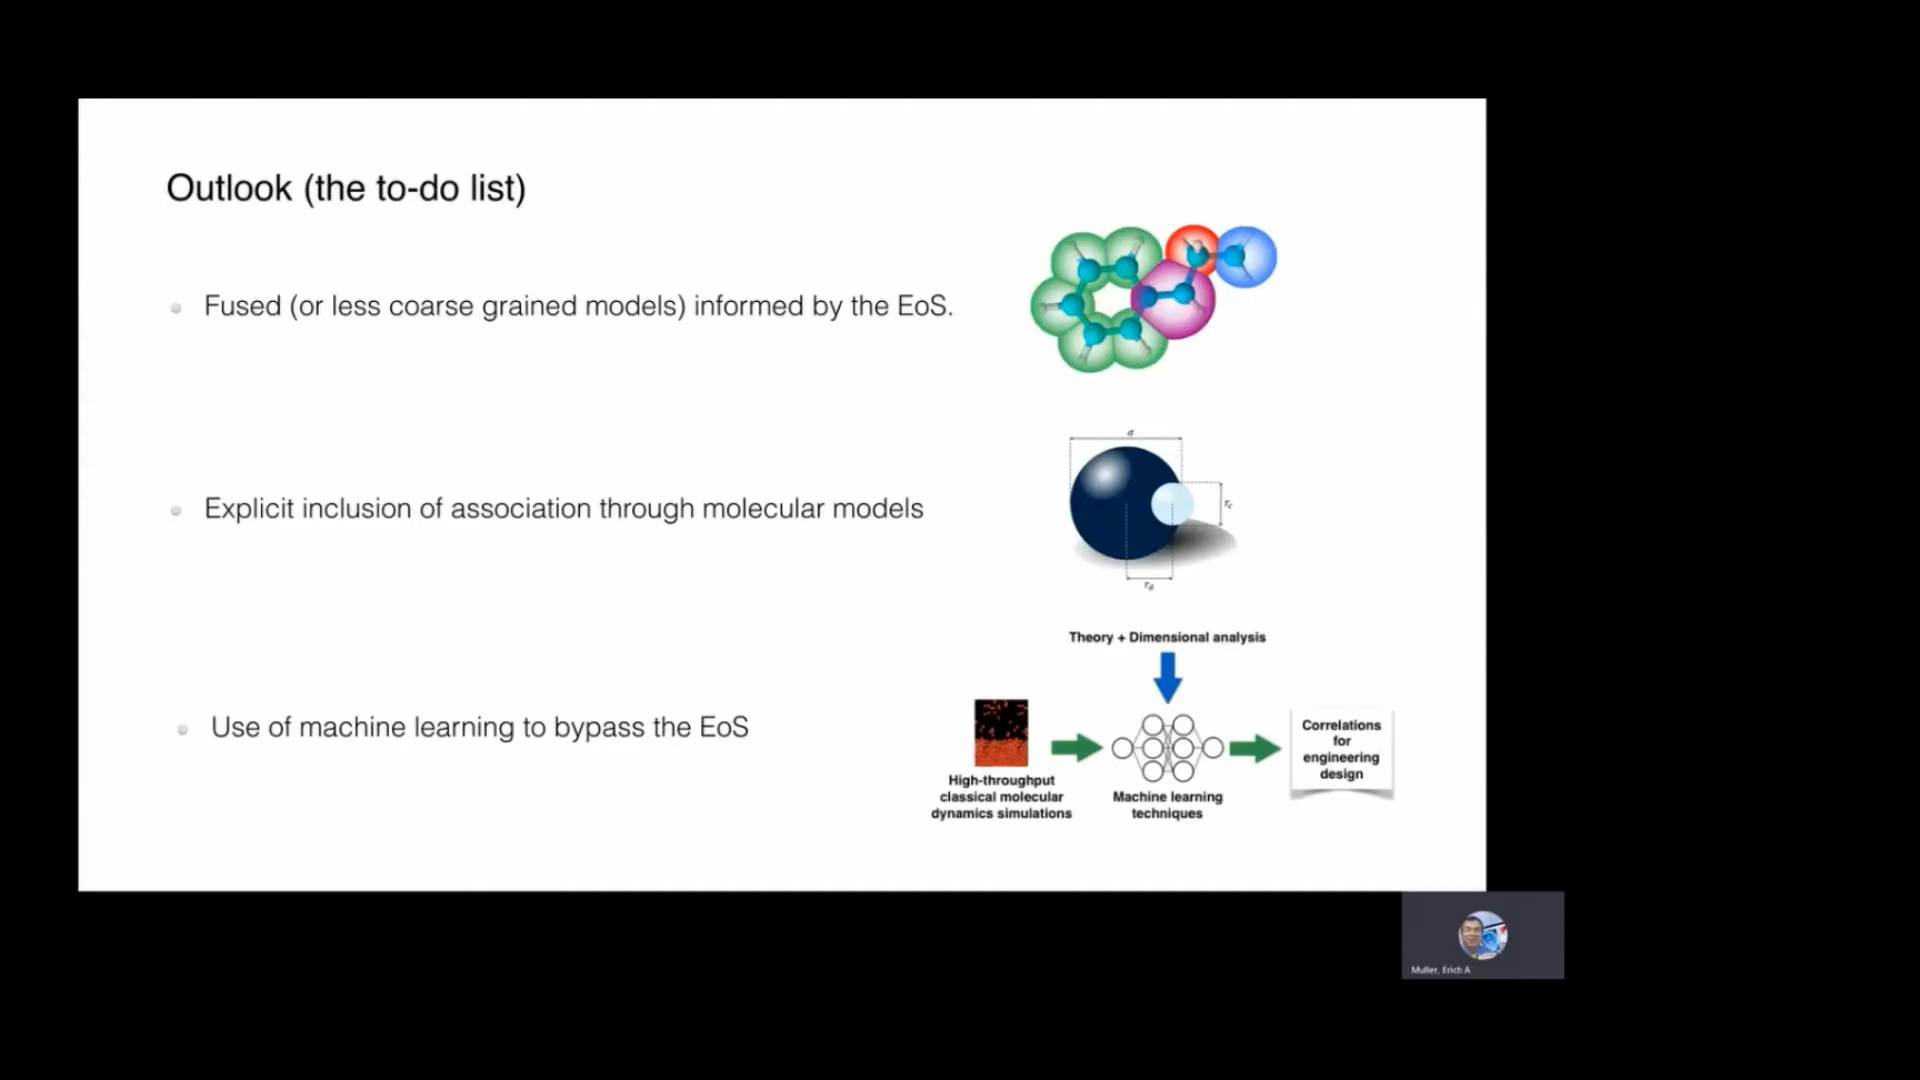 Outlook (the to-do list)
Fused (or less coarse grained models) informed by the EoS.
σ
Explicit inclusion of association through molecular models
rc
rd
Theory + Dimensional analysis
Use of machine learning to bypass the EoS
High-throughput
classical molecular
dynamics simulations
Machine learning
techniques
Correlations
for
engineering
design
Muller, Erich A